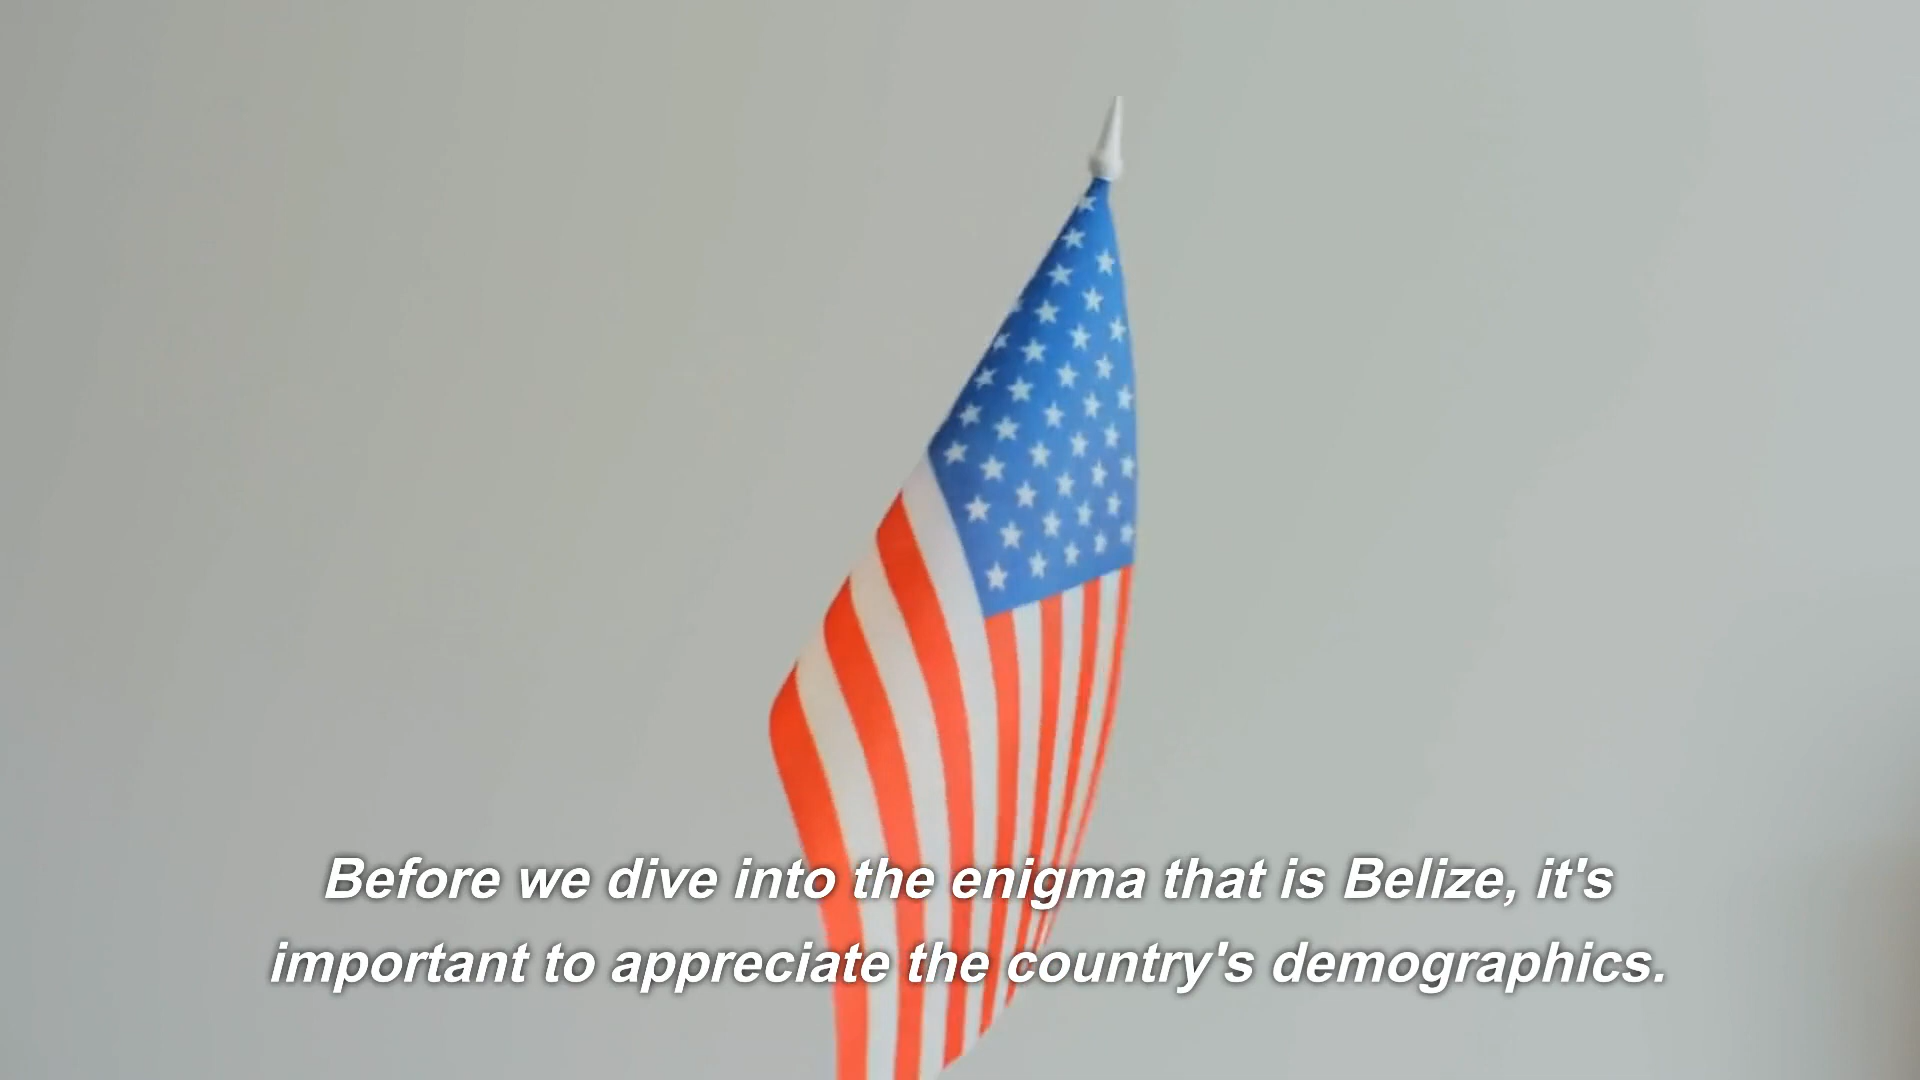 Before we dive into the enigma that is Belize, it's
important to appreciate the country's demographics.